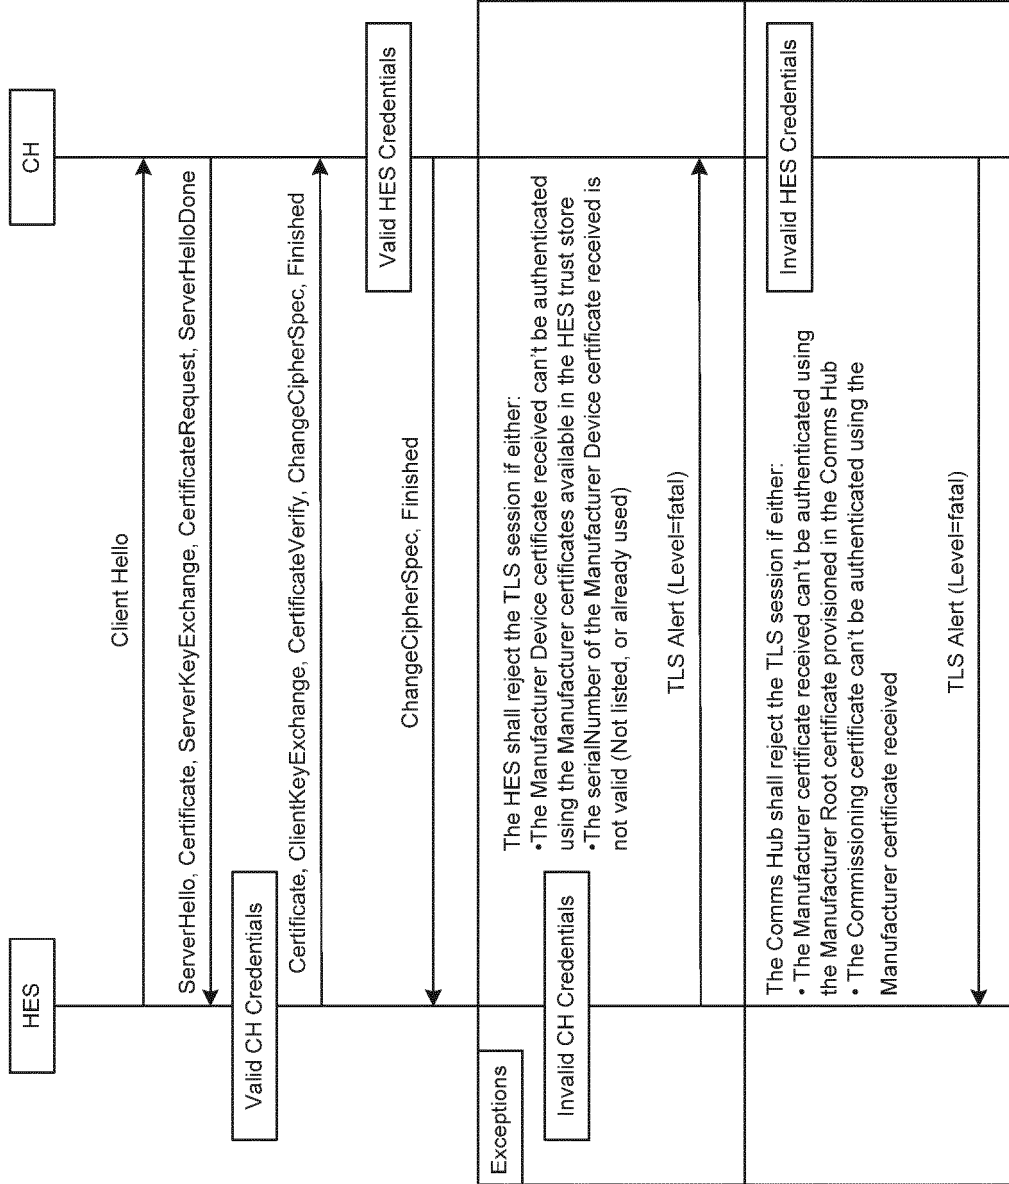 HES
CH
Client Hello
ServerHello, Certificate, ServerKeyExchange, CertificateRequest, ServerHelloDone
Valid CH Credentials
Certificate, ClientKeyExchange, CertificateVerify, ChangeCipherSpec, Finished
Valid HES Credentials
ChangeCipherSpec, Finished
Exceptions
The HES shall reject the TLS session if either:
•The Manufacturer Device certificate received can't be authenticated
using the Manufacturer certificates available in the HES trust store
•The serialNumber of the Manufacturer Device certificate received is
not valid (Not listed, or already used)
Invalid CH Credentials
TLS Alert (Level=fatal)
The Comms Hub shall reject the TLS session if either:
• The Manufacturer certificate received can't be authenticated using
the Manufacturer Root certificate provisioned in the Comms Hub
• The Commissioning certificate can't be authenticated using the
Manufacturer certificate received
Invalid HES Credentials
TLS Alert (Level=fatal)